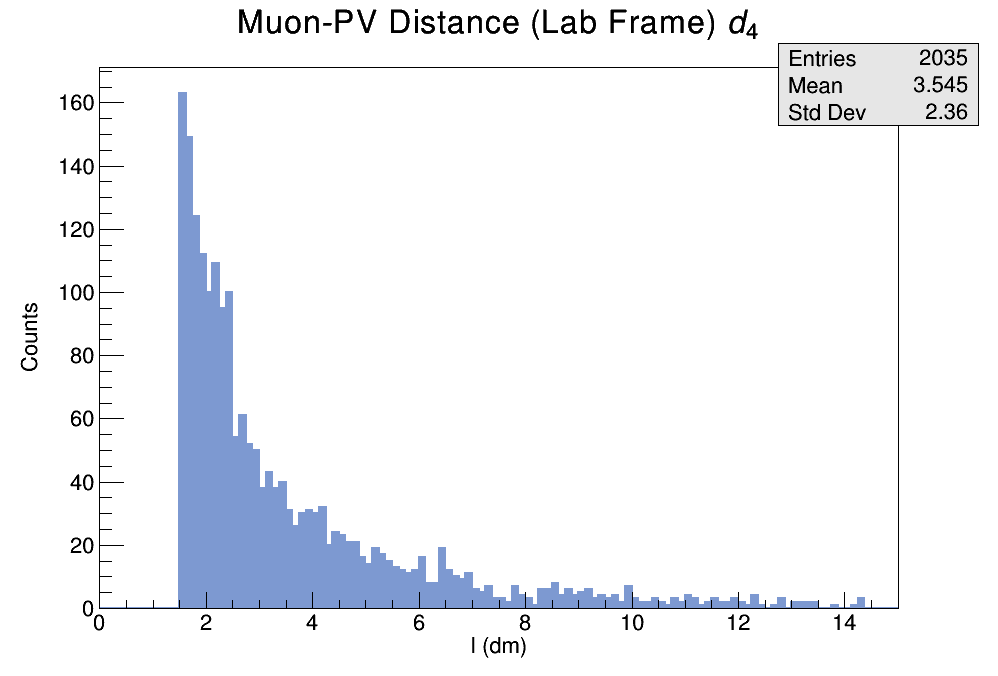 Muon-PV Distance (Lab Frame) d₄
Entries 2035
Mean 3.545
Std Dev 2.36
Counts
160
140
120
100
80
60
40
20
0
0 2 4 6 8 10 12 14
l (dm)